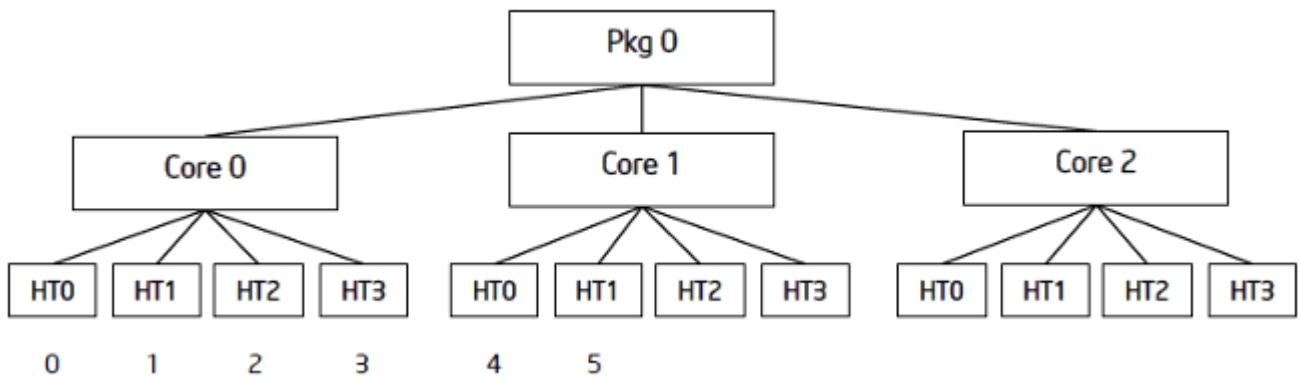 Pkg 0
Core 0 Core 1 Core 2
HT0 HT1 HT2 HT3 HT0 HT1 HT2 HT3 HT0 HT1 HT2 HT3
0 1 2 3 4 5